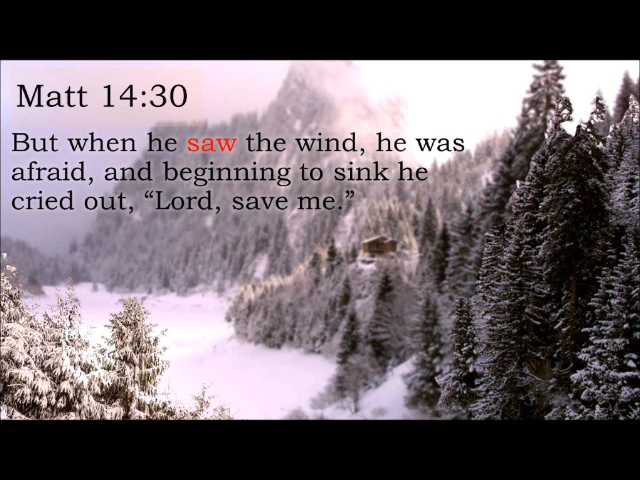 Matt 14:30
But when he saw the wind, he was
afraid, and beginning to sink he
cried out, “Lord, save me.”